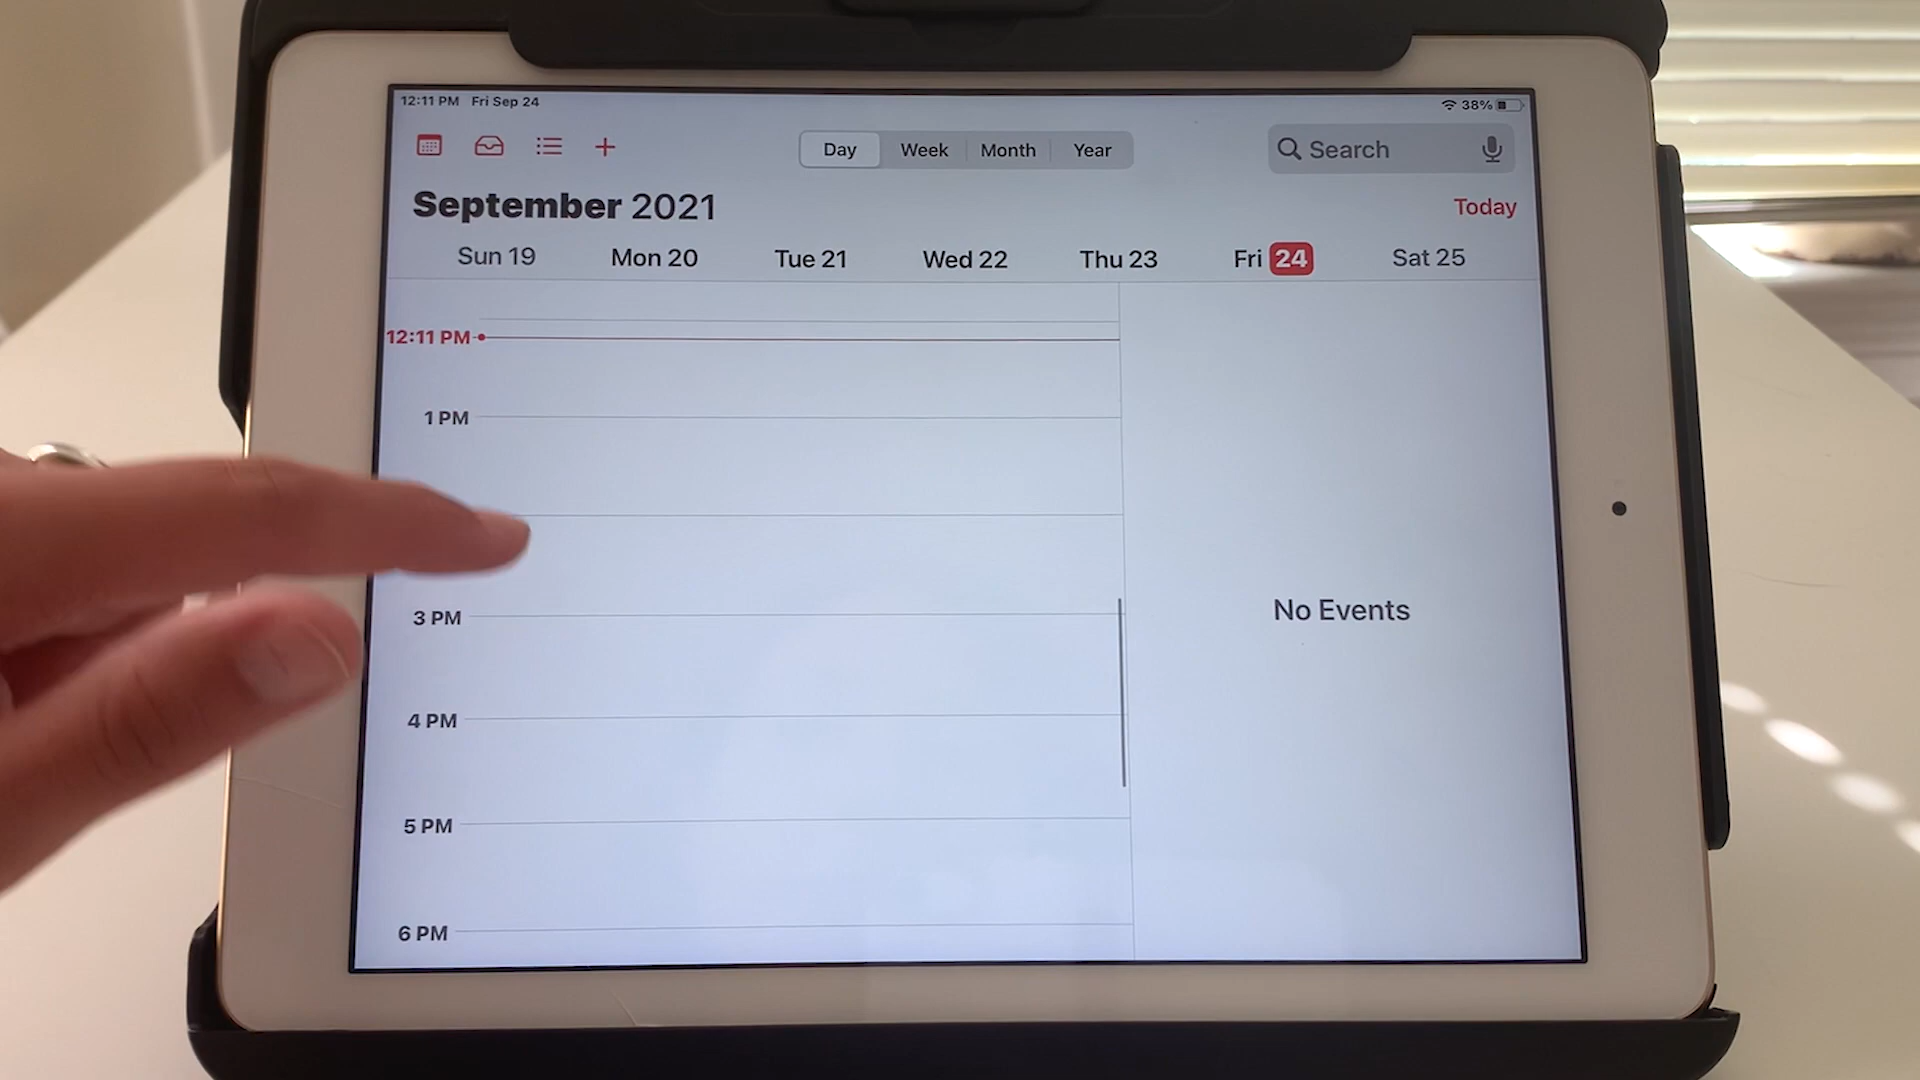 12:11 PM Fri Sep 24
38%
Day Week Month Year
Search
September 2021
Today
Sun 19 Mon 20 Tue 21 Wed 22 Thu 23 Fri 24 Sat 25
12:11 PM
1 PM
3 PM
No Events
4 PM
5 PM
6 PM